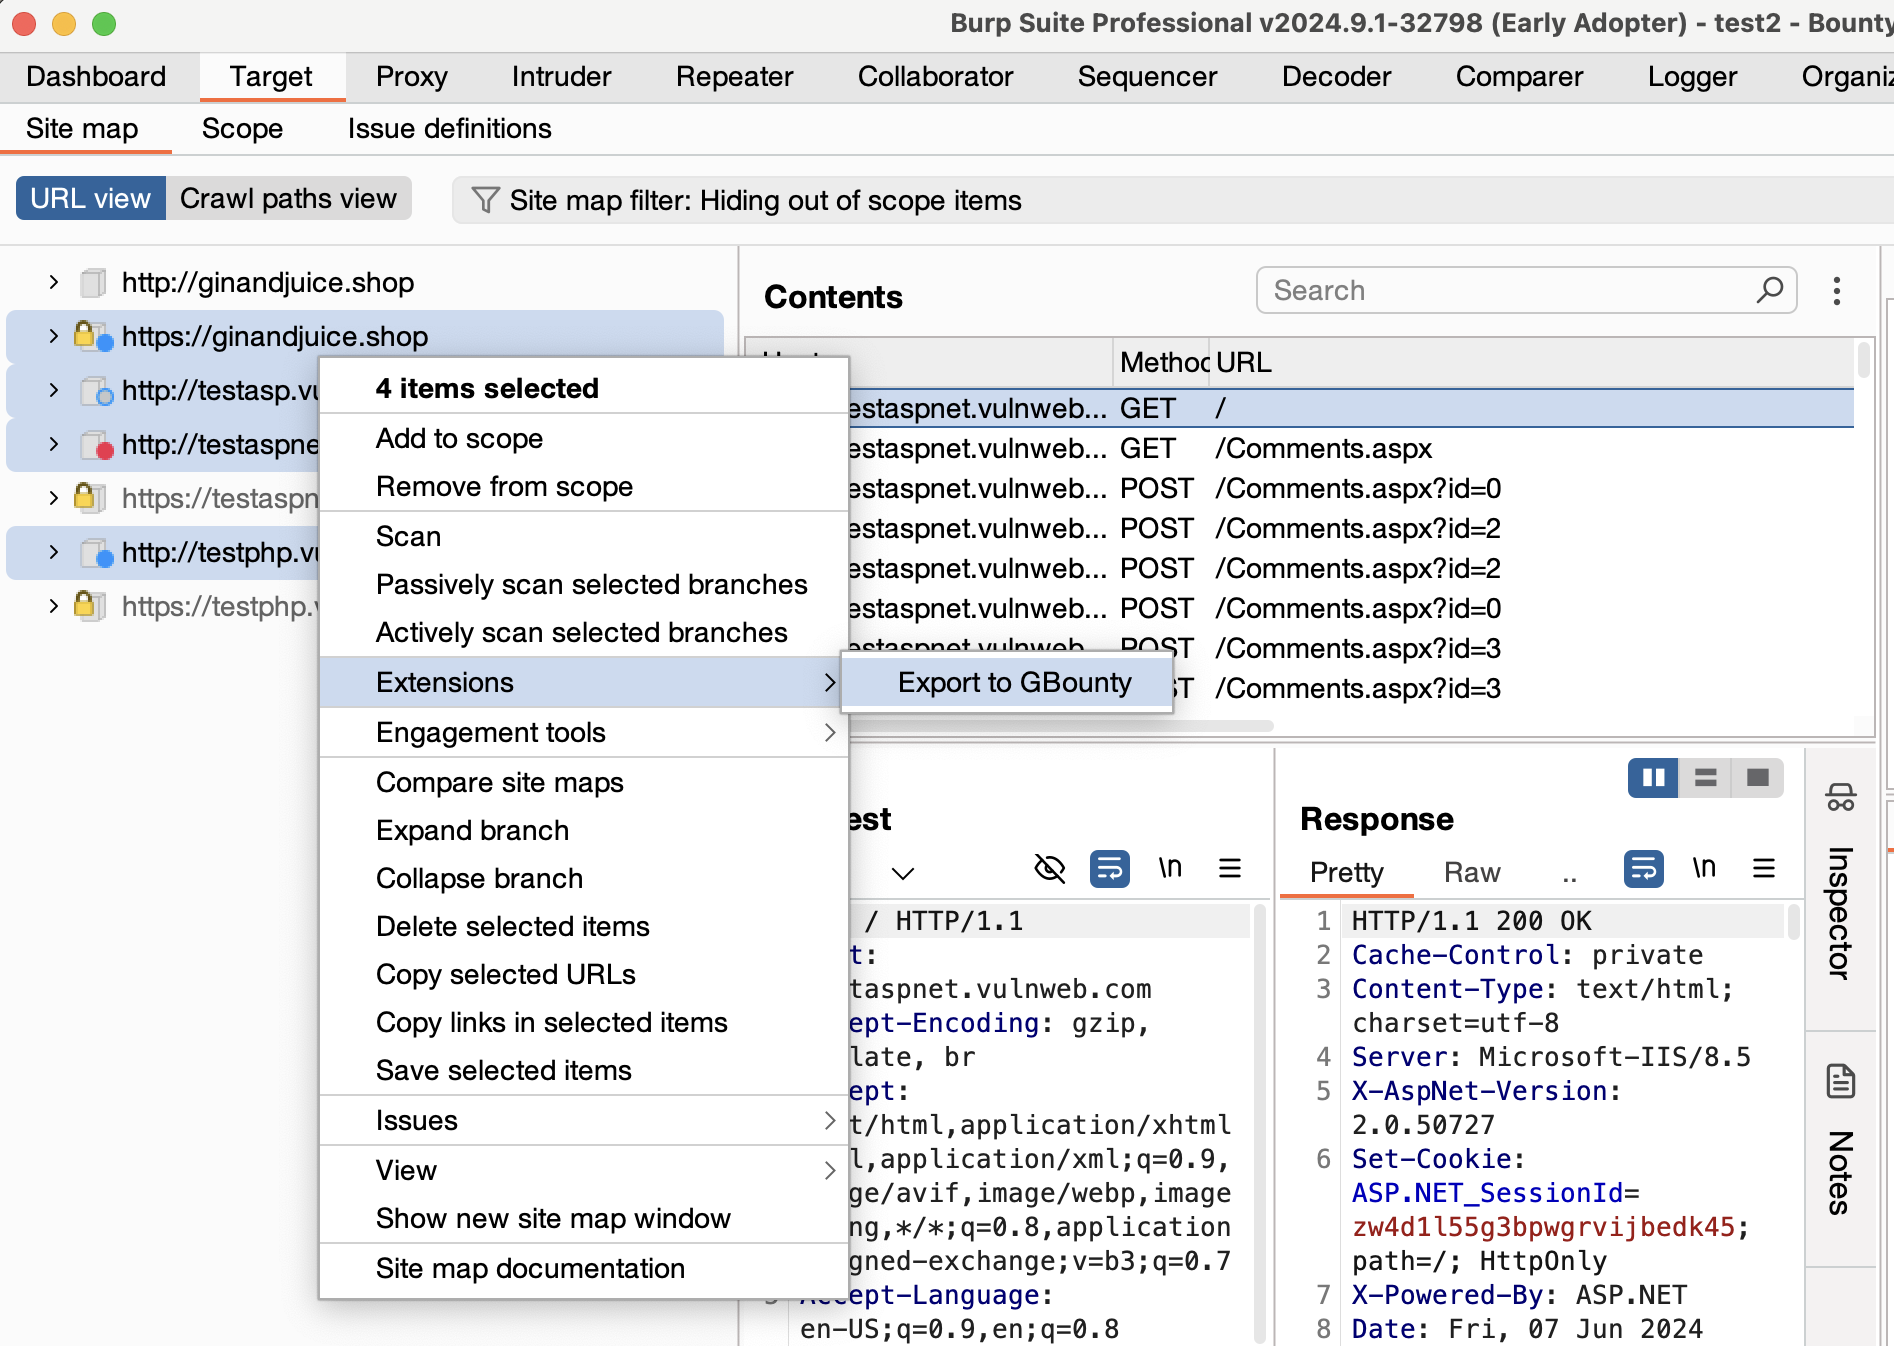 Burp Suite Professional v2024.9.1-32798 (Early Adopter) - test2 - Bounty
Dashboard Target Proxy Intruder Repeater Collaborator Sequencer Decoder Comparer Logger Organiz
Site map Scope Issue definitions
URL view Crawl paths view Site map filter: Hiding out of scope items
http://ginandjuice.shop
https://ginandjuice.shop
http://testasp.vu
http://testaspne
https://testaspn
http://testphp.vu
https://testphp.v
4 items selected
Add to scope
Remove from scope
Scan
Passively scan selected branches
Actively scan selected branches
Extensions
Engagement tools
Compare site maps
Expand branch
Collapse branch
Delete selected items
Copy selected URLs
Copy links in selected items
Save selected items
Issues
View
Show new site map window
Site map documentation
Export to GBounty
Contents
Search
Method URL
estaspnet.vulnweb... GET /
estaspnet.vulnweb... GET /Comments.aspx
estaspnet.vulnweb... POST /Comments.aspx?id=0
estaspnet.vulnweb... POST /Comments.aspx?id=2
estaspnet.vulnweb... POST /Comments.aspx?id=2
estaspnet.vulnweb... POST /Comments.aspx?id=0
estaspnet.vulnweb... POST /Comments.aspx?id=3
ST /Comments.aspx?id=3
est
\n
/ HTTP/1.1
t:
taspnet.vulnweb.com
ept-Encoding: gzip,
late, br
ept:
t/html,application/xhtml
l,application/xml;q=0.9,
ge/avif,image/webp,image
ng,*/*;q=0.8,application
gned-exchange;v=b3;q=0.7
Accept-Language:
en-US;q=0.9,en;q=0.8
Response
Pretty Raw .. \n
1 HTTP/1.1 200 OK
2 Cache-Control: private
3 Content-Type: text/html;
charset=utf-8
4 Server: Microsoft-IIS/8.5
5 X-AspNet-Version:
2.0.50727
6 Set-Cookie:
ASP.NET_SessionId=
zw4d1l55g3bpwgrvijbedk45;
path=/; HttpOnly
7 X-Powered-By: ASP.NET
8 Date: Fri, 07 Jun 2024
Inspector
Notes